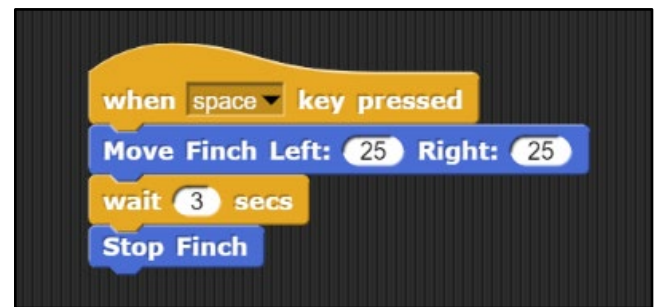 when space key pressed
Move Finch Left: 25 Right: 25
wait 3 secs
Stop Finch